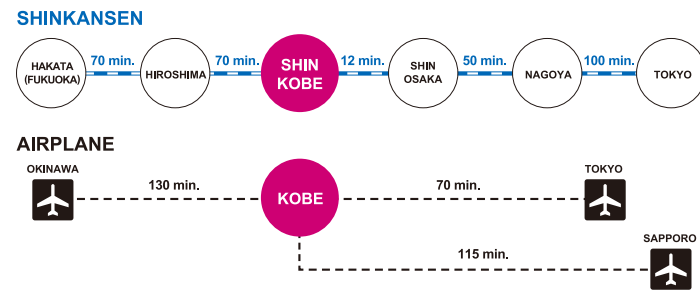 SHINKANSEN
HAKATA
(FUKUOKA)
70 min.
HIROSHIMA
70 min.
SHIN
KOBE
12 min.
SHIN
OSAKA
50 min.
NAGOYA
100 min.
TOKYO
AIRPLANE
OKINAWA
130 min.
KOBE
70 min.
TOKYO
115 min.
SAPPORO